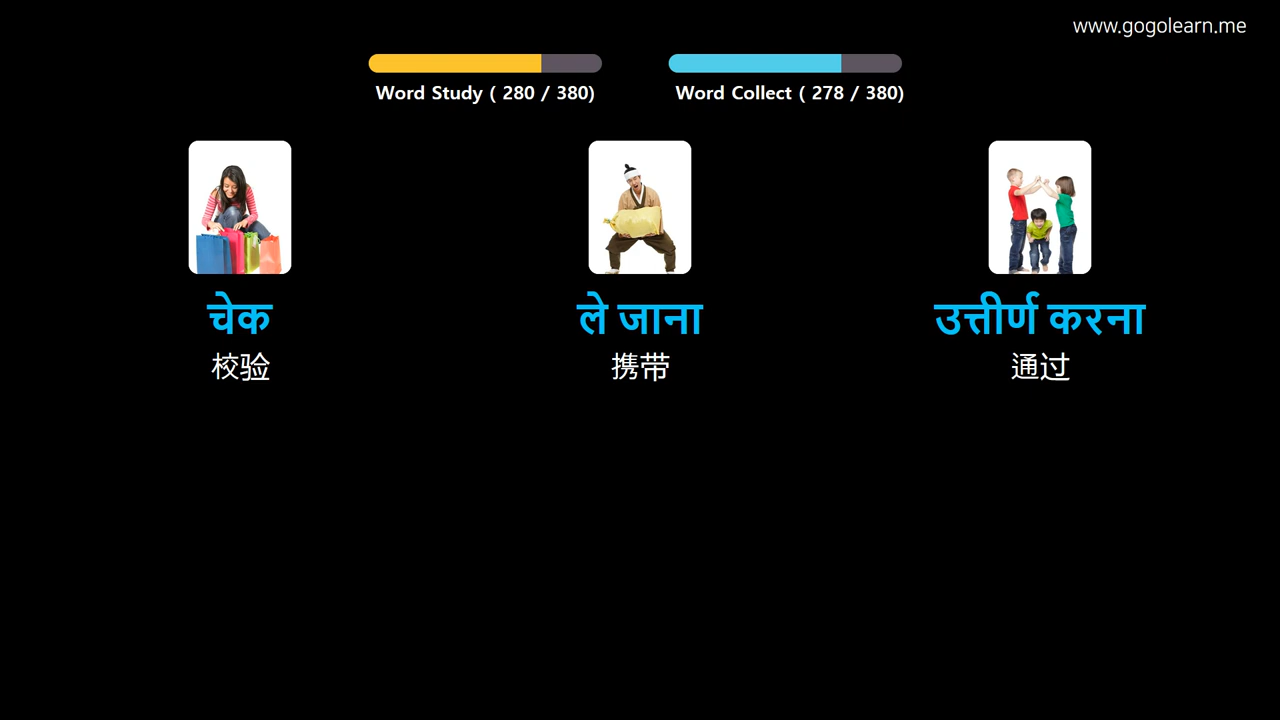 www.gogolearn.me
Word Study ( 280 / 380)
Word Collect ( 278 / 380)
चेक
校验
ले जाना
携带
उत्तीर्ण करना
通过